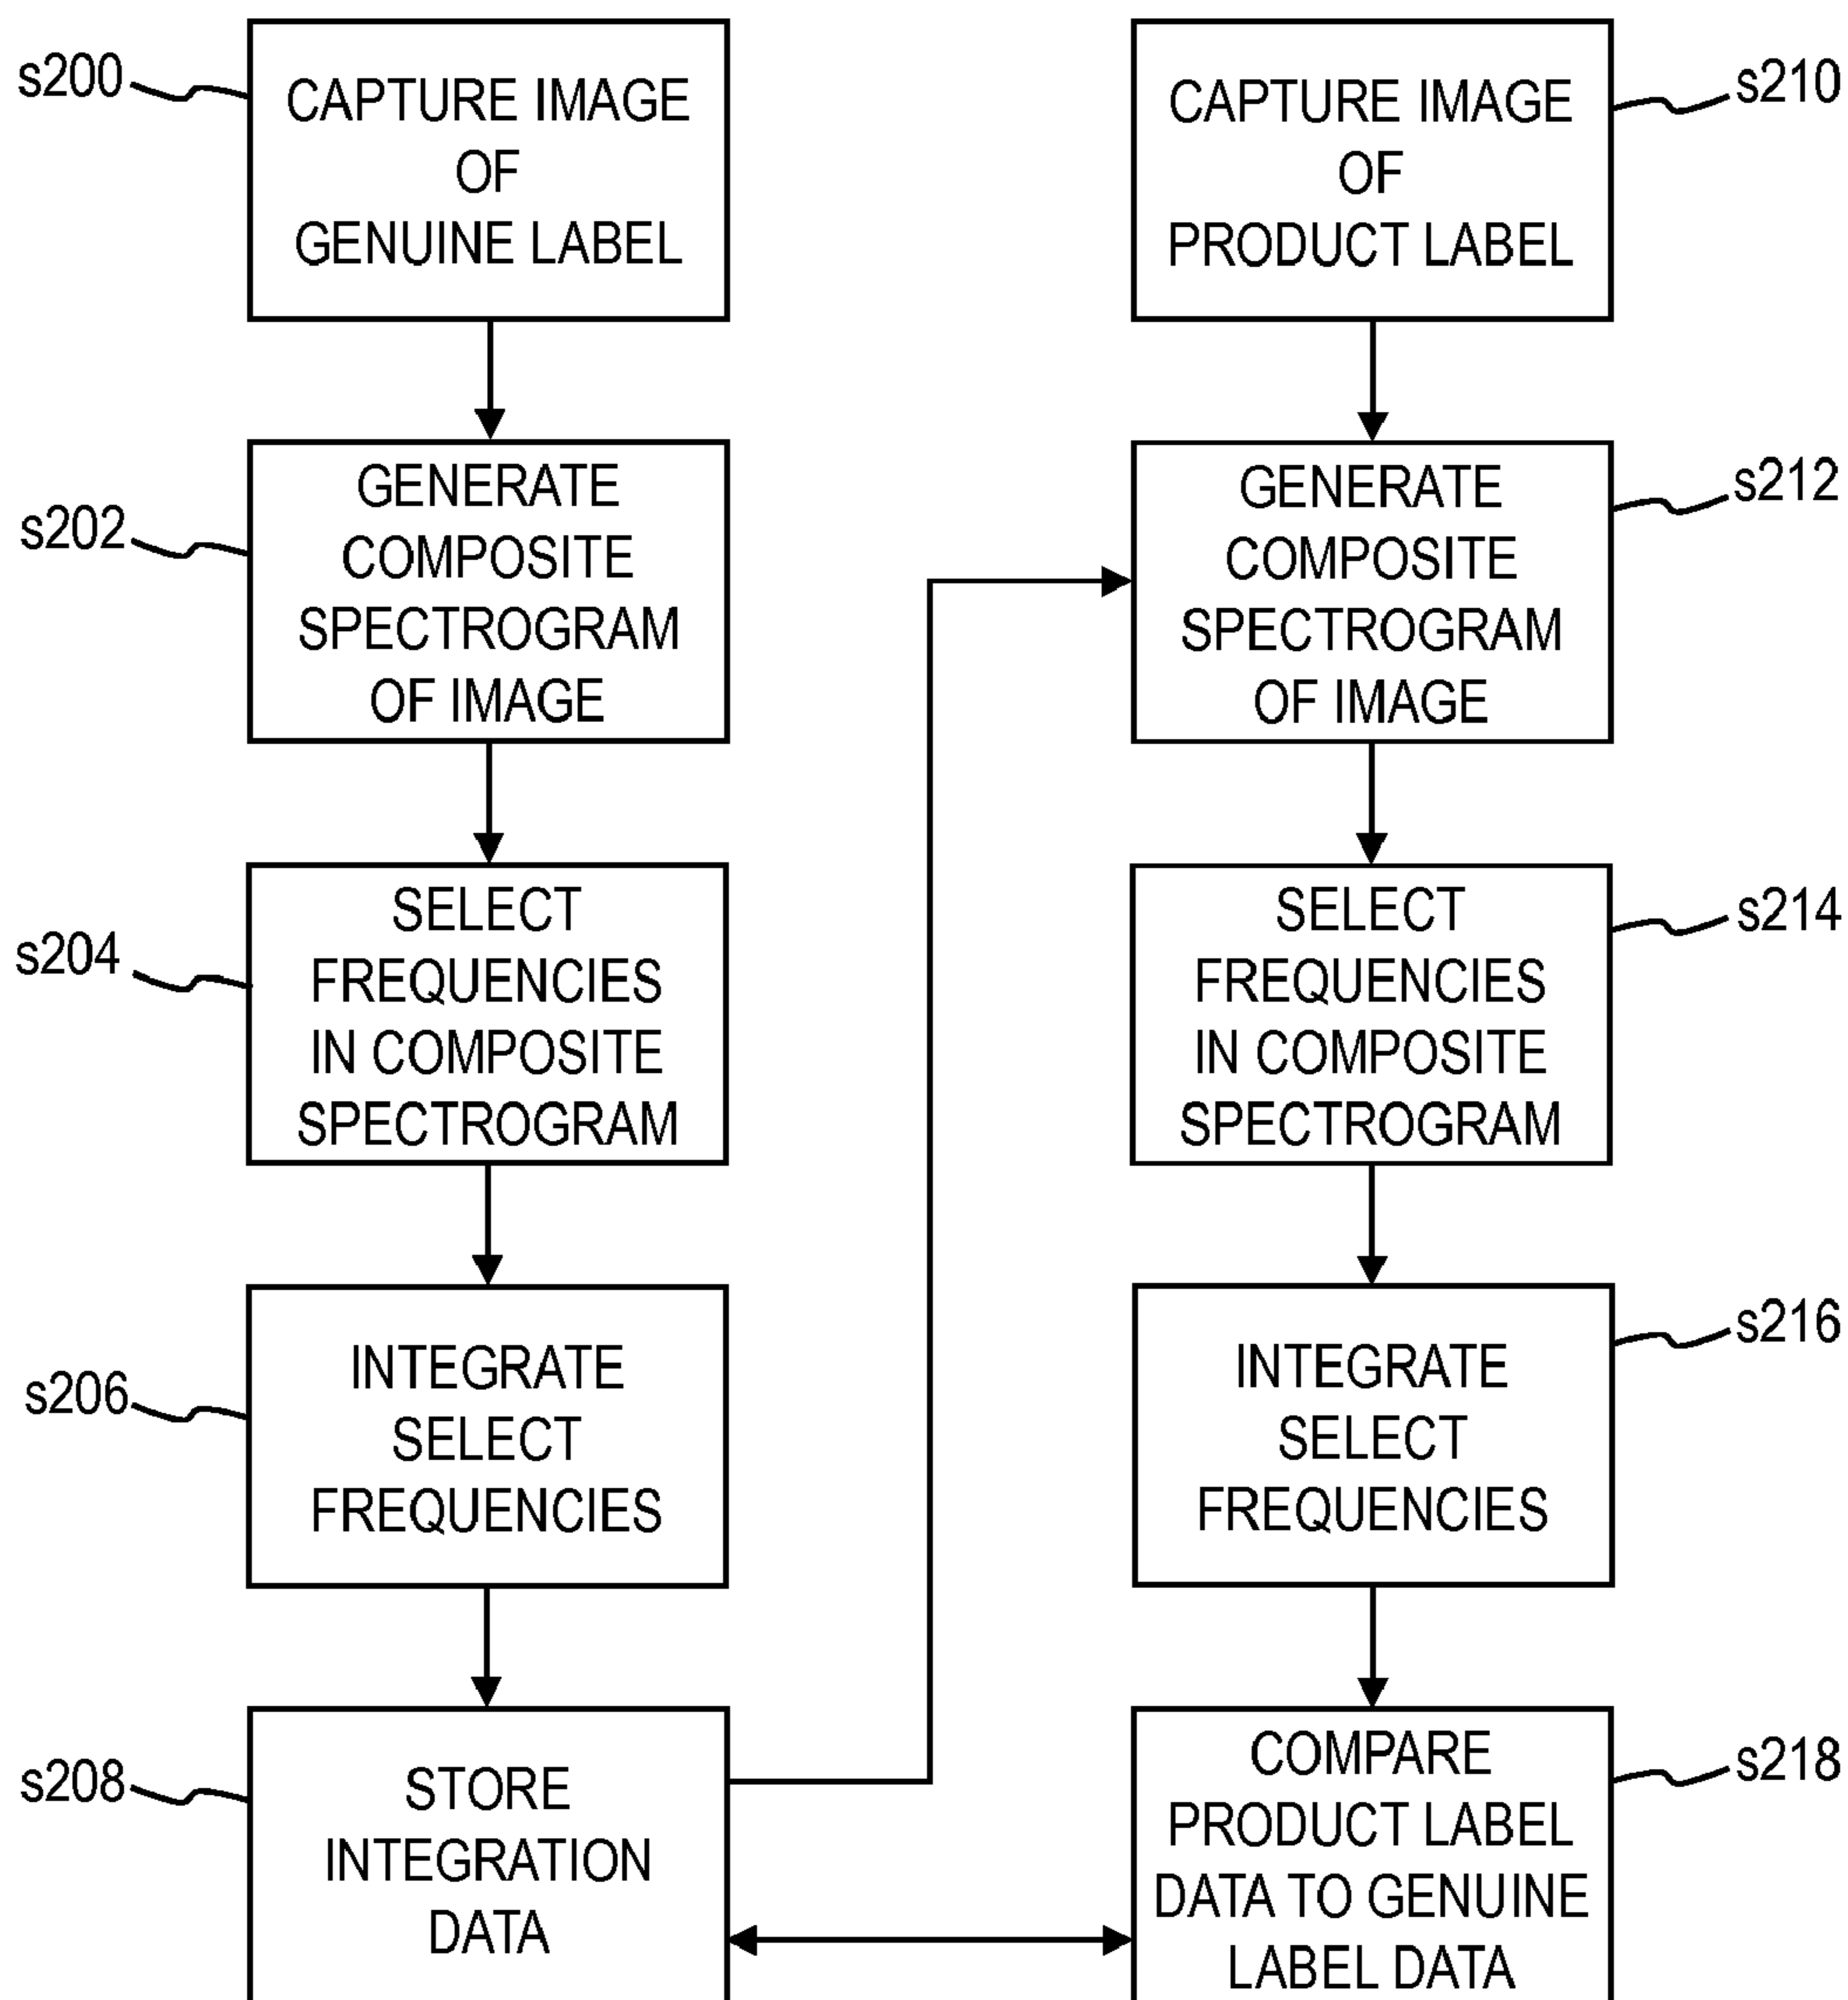 s200
CAPTURE IMAGE
OF
GENUINE LABEL
s202
GENERATE
COMPOSITE
SPECTROGRAM
OF IMAGE
s204
SELECT
FREQUENCIES
IN COMPOSITE
SPECTROGRAM
s206
INTEGRATE
SELECT
FREQUENCIES
s208
STORE
INTEGRATION
DATA
s210
CAPTURE IMAGE
OF
PRODUCT LABEL
s212
GENERATE
COMPOSITE
SPECTROGRAM
OF IMAGE
s214
SELECT
FREQUENCIES
IN COMPOSITE
SPECTROGRAM
s216
INTEGRATE
SELECT
FREQUENCIES
s218
COMPARE
PRODUCT LABEL
DATA TO GENUINE
LABEL DATA